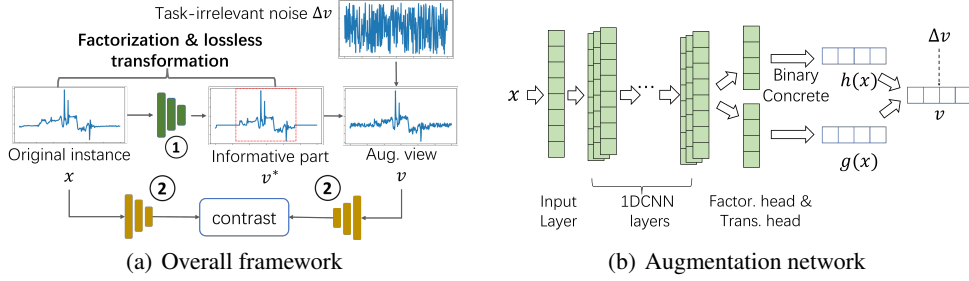 Task-irrelevant noise Δv
Factorization & lossless
transformation
1
Original instance
Informative part
Aug. view
x
v*
v
2
2
contrast
(a) Overall framework
x
...
Binary
Concrete
h(x)
g(x)
Δv
v
Input
Layer
1DCNN
layers
Factor. head &
Trans. head
(b) Augmentation network